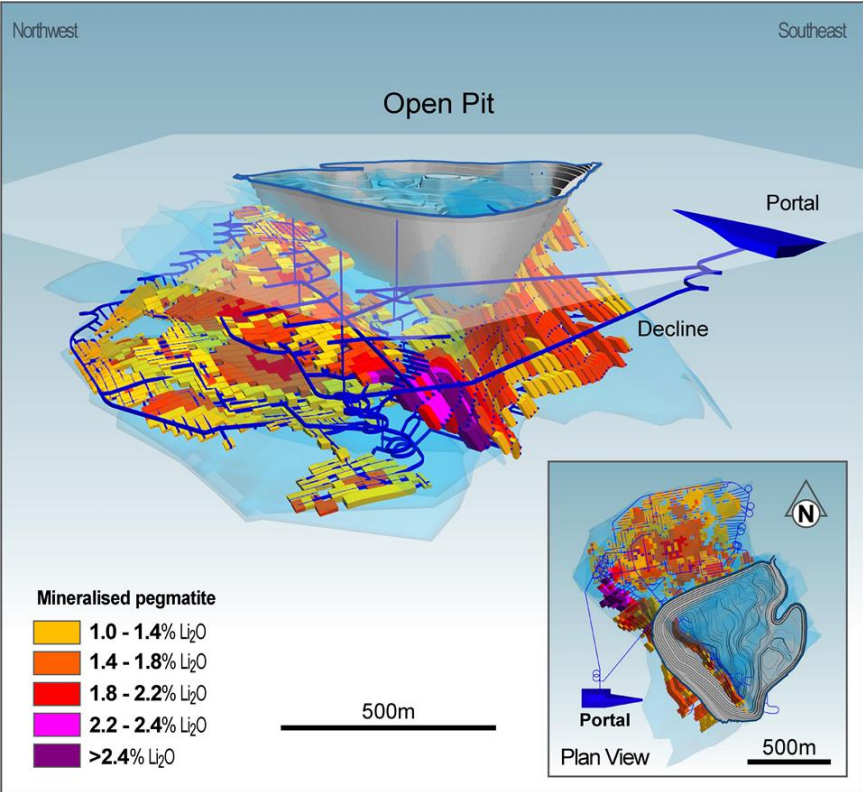 Northwest
Southeast
Open Pit
Portal
Decline
Mineralised pegmatite
1.0 - 1.4% Li₂O
1.4 - 1.8% Li₂O
1.8 - 2.2% Li₂O
2.2 - 2.4% Li₂O
>2.4% Li₂O
500m
N
Portal
Plan View
500m